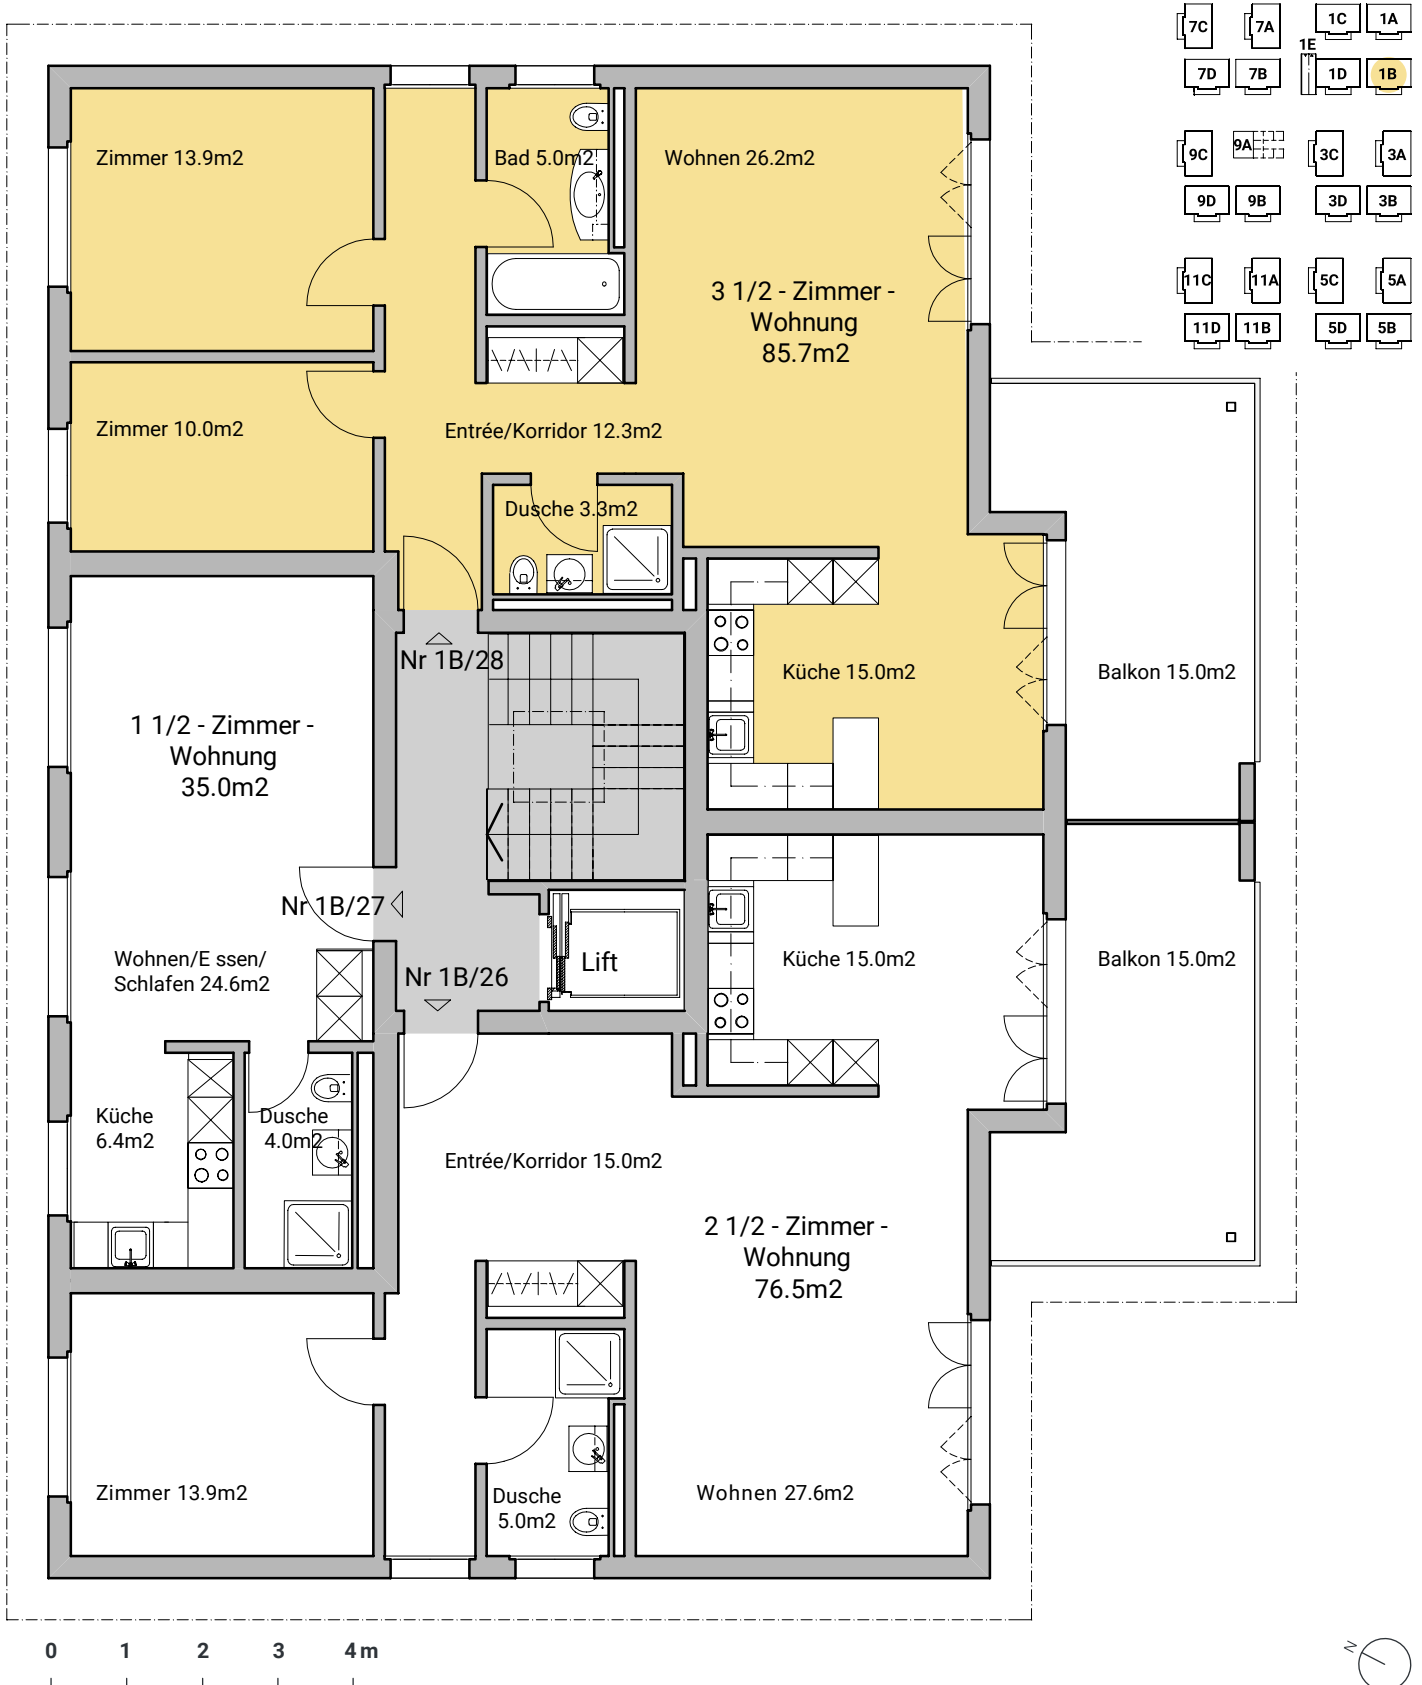 7C 7A 1C 1A
1E
7D 7B 1D 1B
9C 9A 3C 3A
9D 9B 3D 3B
11C 11A 5C 5A
11D 11B 5D 5B
Zimmer 13.9m2
Bad 5.0m2
Wohnen 26.2m2
3 1/2 - Zimmer -
Wohnung
85.7m2
Zimmer 10.0m2
Entrée/Korridor 12.3m2
Dusche 3.3m2
Nr 1B/28
Küche 15.0m2
Balkon 15.0m2
1 1/2 - Zimmer -
Wohnung
35.0m2
Nr 1B/27
Wohnen/E ssen/
Schlafen 24.6m2
Nr 1B/26
Lift
Küche 15.0m2
Balkon 15.0m2
Küche
6.4m2
Dusche
4.0m2
Entrée/Korridor 15.0m2
2 1/2 - Zimmer -
Wohnung
76.5m2
Zimmer 13.9m2
Dusche
5.0m2
Wohnen 27.6m2
0 1 2 3 4 m
N